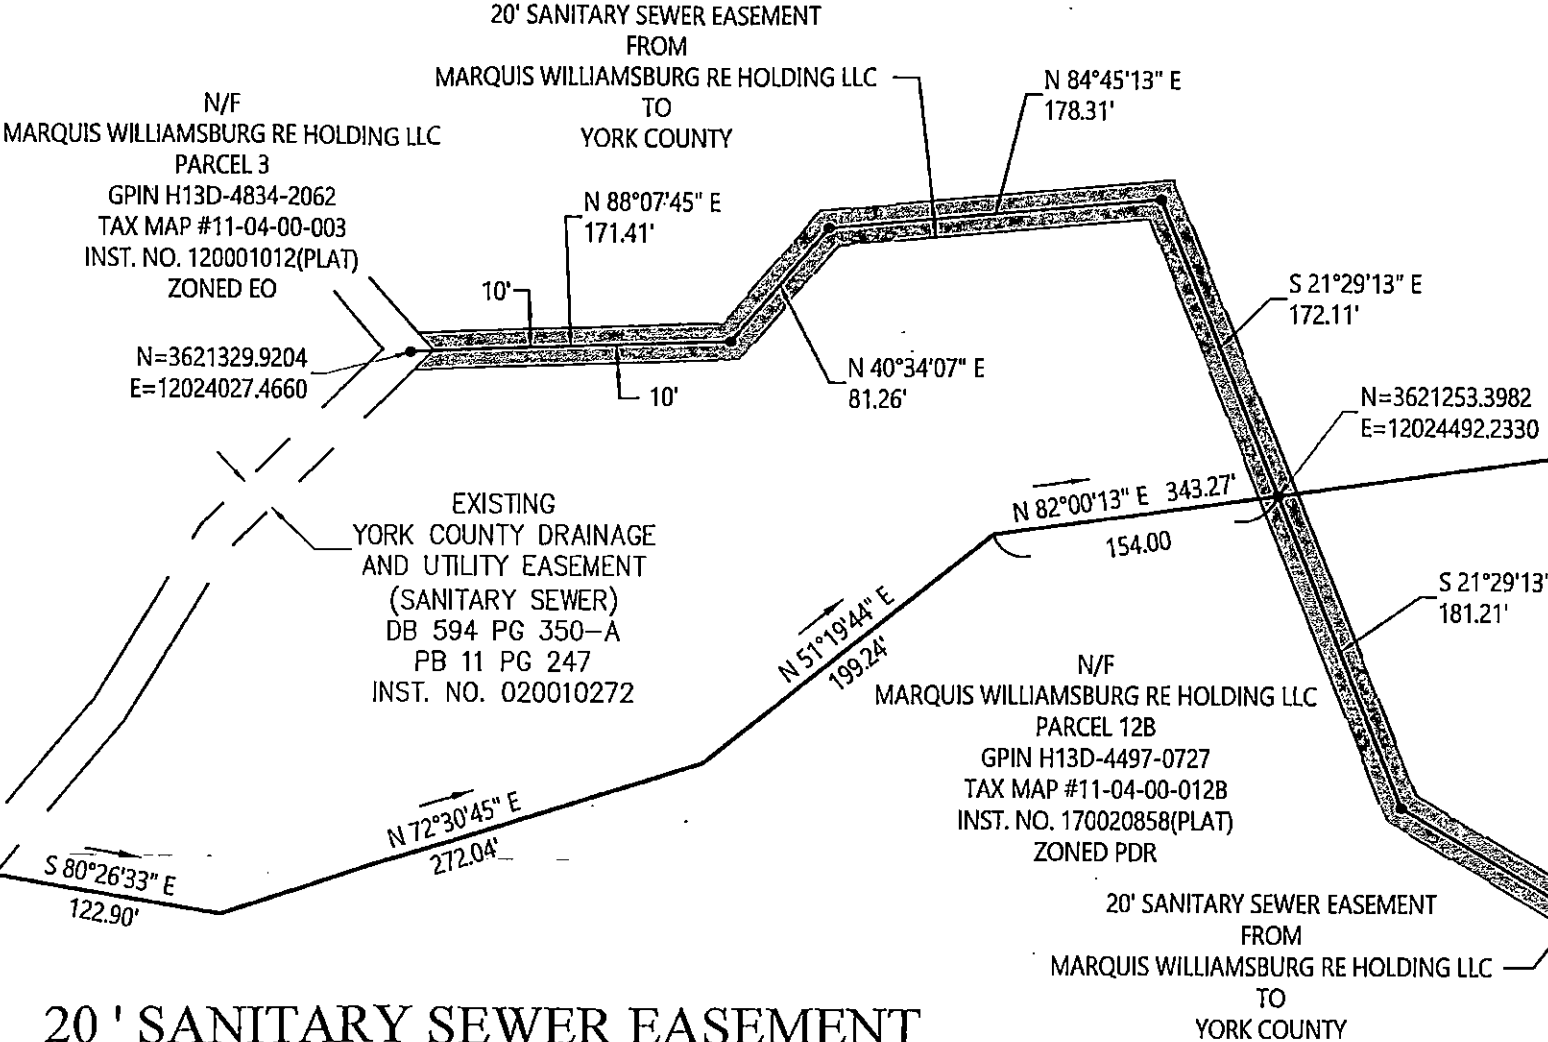 20' SANITARY SEWER EASEMENT
FROM
MARQUIS WILLIAMSBURG RE HOLDING LLC
TO
YORK COUNTY
N 84°45'13" E
178.31'
N/F
MARQUIS WILLIAMSBURG RE HOLDING LLC
PARCEL 3
GPIN H13D-4834-2062
TAX MAP #11-04-00-003
INST. NO. 120001012(PLAT)
ZONED EO
N 88°07'45" E
171.41'
10'
S 21°29'13" E
172.11'
N=3621329.9204
E=12024027.4660
10'
N 40°34'07" E
81.26'
N=3621253.3982
E=12024492.2330
EXISTING
YORK COUNTY DRAINAGE
AND UTILITY EASEMENT
(SANITARY SEWER)
DB 594 PG 350-A
PB 11 PG 247
INST. NO. 020010272
N 82°00'13" E 343.27'
154.00
S 21°29'13"
181.21'
N 51°19'44" E
199.24'
N/F
MARQUIS WILLIAMSBURG RE HOLDING LLC
PARCEL 12B
GPIN H13D-4497-0727
TAX MAP #11-04-00-012B
INST. NO. 170020858(PLAT)
ZONED PDR
N 72°30'45" E
272.04'
S 80°26'33" E
122.90'
20' SANITARY SEWER EASEMENT
FROM
MARQUIS WILLIAMSBURG RE HOLDING LLC
TO
YORK COUNTY
20 ' SANITARY SEWER EASEMENT